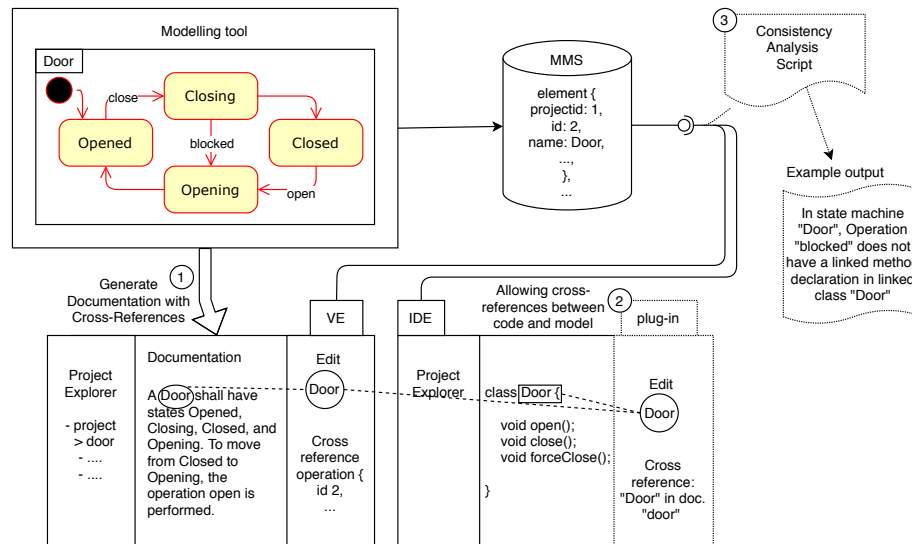 Modelling tool
Door
close
Closing
Opened
blocked
Closed
Opening
open
MMS
element {
projectid: 1,
id: 2,
name: Door,
...,
},
...
3
Consistency
Analysis
Script
Example output
In state machine
"Door", Operation
"blocked" does not
have a linked method
declaration in linked
class "Door"
1
Generate
Documentation with
Cross-References
Project
Explorer
- project
> door
- ....
- ....
Documentation
A Door shall have
states Opened,
Closing, Closed, and
Opening. To move
from Closed to
Opening, the
operation open is
performed.
VE
Edit
Door
Cross
reference
operation {
id 2,
...
IDE
Project
Explorer
Allowing cross-
references between
code and model
class Door {
void open();
void close();
void forceClose();
}
2
plug-in
Edit
Door
Cross
reference:
"Door" in doc.
"door"